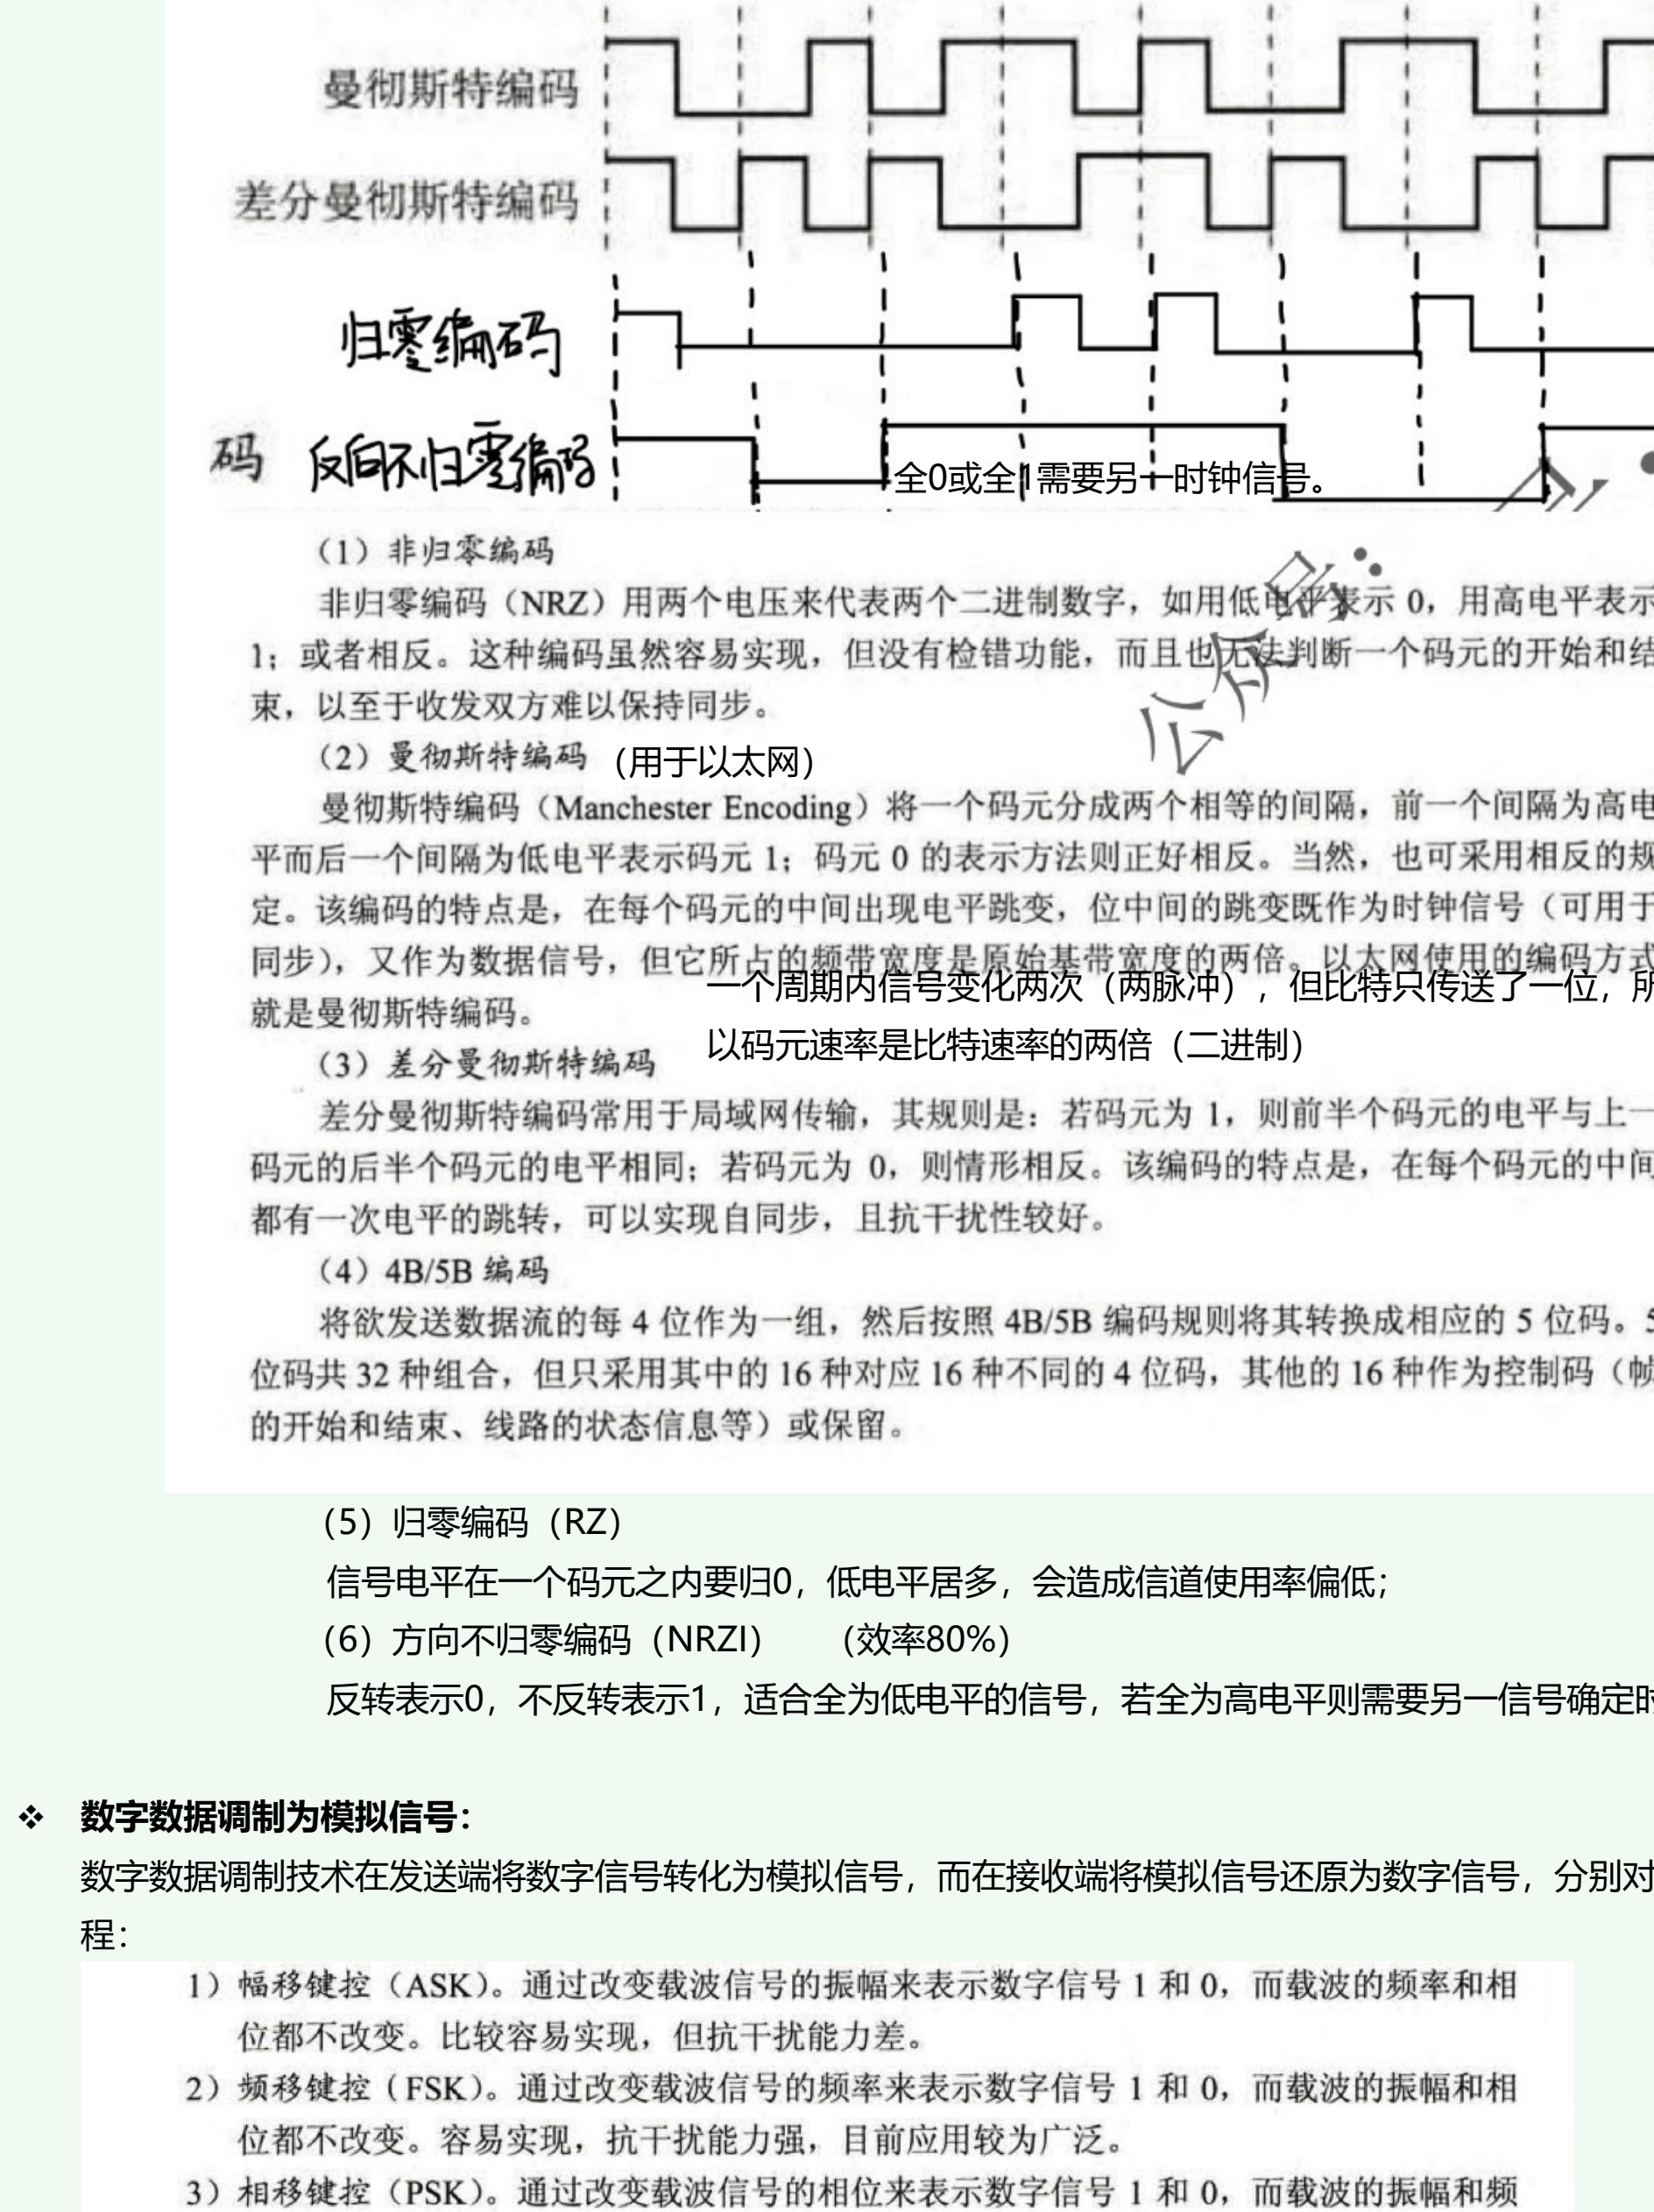 曼彻斯特编码
差分曼彻斯特编码
归零编码
码 反向不归零编码
全0或全1需要另一时钟信号。
（1）非归零编码
非归零编码（NRZ）用两个电压来代表两个二进制数字，如用低电平表示 0，用高电平表示
1；或者相反。这种编码虽然容易实现，但没有检错功能，而且也无法判断一个码元的开始和结
束，以至于收发双方难以保持同步。
公众号：
（2）曼彻斯特编码 （用于以太网）
曼彻斯特编码（Manchester Encoding）将一个码元分成两个相等的间隔，前一个间隔为高电
平而后一个间隔为低电平表示码元 1；码元 0 的表示方法则正好相反。当然，也可采用相反的规
定。该编码的特点是，在每个码元的中间出现电平跳变，位中间的跳变既作为时钟信号（可用于
同步），又作为数据信号，但它所占的频带宽度是原始基带宽度的两倍。以太网使用的编码方式
就是曼彻斯特编码。
一个周期内信号变化两次（两脉冲），但比特只传送了一位，所
以码元速率是比特速率的两倍（二进制）
（3）差分曼彻斯特编码
差分曼彻斯特编码常用于局域网传输，其规则是：若码元为 1，则前半个码元的电平与上一
码元的后半个码元的电平相同；若码元为 0，则情形相反。该编码的特点是，在每个码元的中间
都有一次电平的跳转，可以实现自同步，且抗干扰性较好。
（4）4B/5B 编码
将欲发送数据流的每 4 位作为一组，然后按照 4B/5B 编码规则将其转换成相应的 5 位码。5
位码共 32 种组合，但只采用其中的 16 种对应 16 种不同的 4 位码，其他的 16 种作为控制码（帧
的开始和结束、线路的状态信息等）或保留。
（5）归零编码（RZ）
信号电平在一个码元之内要归0，低电平居多，会造成信道使用率偏低；
（6）方向不归零编码（NRZI） （效率80%）
反转表示0，不反转表示1，适合全为低电平的信号，若全为高电平则需要另一信号确定时
❖ 数字数据调制为模拟信号：
数字数据调制技术在发送端将数字信号转化为模拟信号，而在接收端将模拟信号还原为数字信号，分别对
程：
1）幅移键控（ASK）。通过改变载波信号的振幅来表示数字信号 1 和 0，而载波的频率和相
位都不改变。比较容易实现，但抗干扰能力差。
2）频移键控（FSK）。通过改变载波信号的频率来表示数字信号 1 和 0，而载波的振幅和相
位都不改变。容易实现，抗干扰能力强，目前应用较为广泛。
3）相移键控（PSK）。通过改变载波信号的相位来表示数字信号 1 和 0，而载波的振幅和频